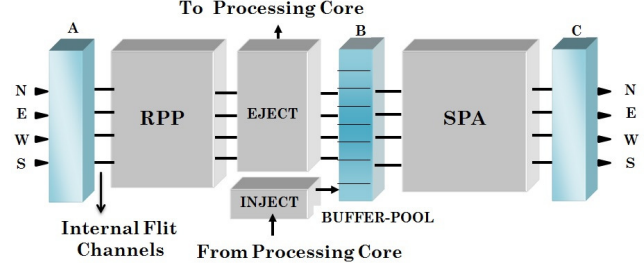 To Processing Core
A
B
C
N
E
W
S
RPP
EJECT
SPA
N
E
W
S
INJECT
BUFFER-POOL
Internal Flit
Channels
From Processing Core